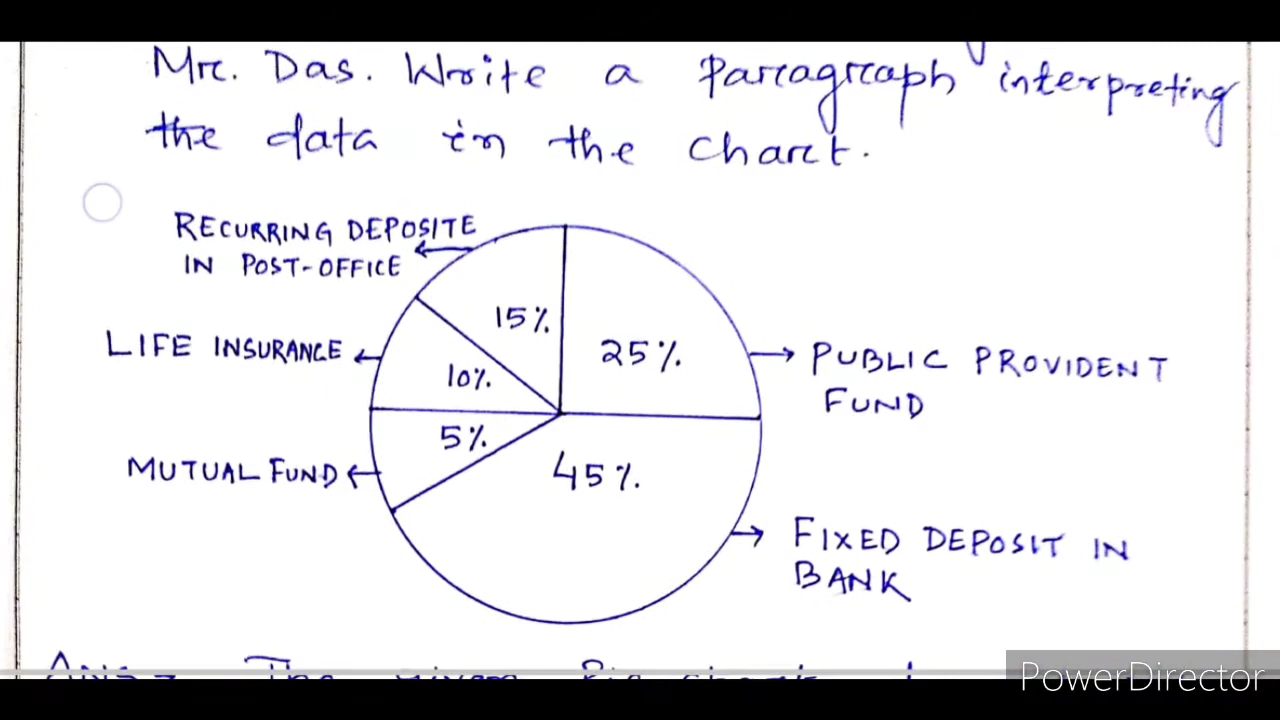 Mr. Das. Write a Paragraph interpreting
the data in the Chart.
RECURRING DEPOSITE
IN POST-OFFICE
15%
25%
LIFE INSURANCE
10%
PUBLIC PROVIDENT
FUND
5%
MUTUAL FUND
45%
FIXED DEPOSIT IN
BANK
PowerDirector